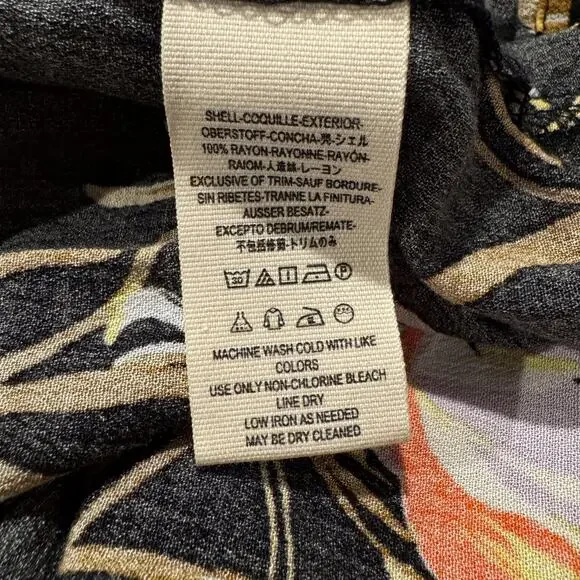 SHELL-COQUILLE-EXTERIOR-
OBERSTOFF-CONCHA-売-シェル
100% RAYON-RAYONNE-RAYÓN-
RAION-人造絲-レーヨン
EXCLUSIVE OF TRIM-SAUF BORDURE-
SIN RIBETES-TRANNE LA FINITURA-
AUSSER BESATZ-
EXCEPTO DEBRUM/REMATE-
不包括修飾-トリムのみ
MACHINE WASH COLD WITH LIKE
COLORS
USE ONLY NON-CHLORINE BLEACH
LINE DRY
LOW IRON AS NEEDED
MAY BE DRY CLEANED